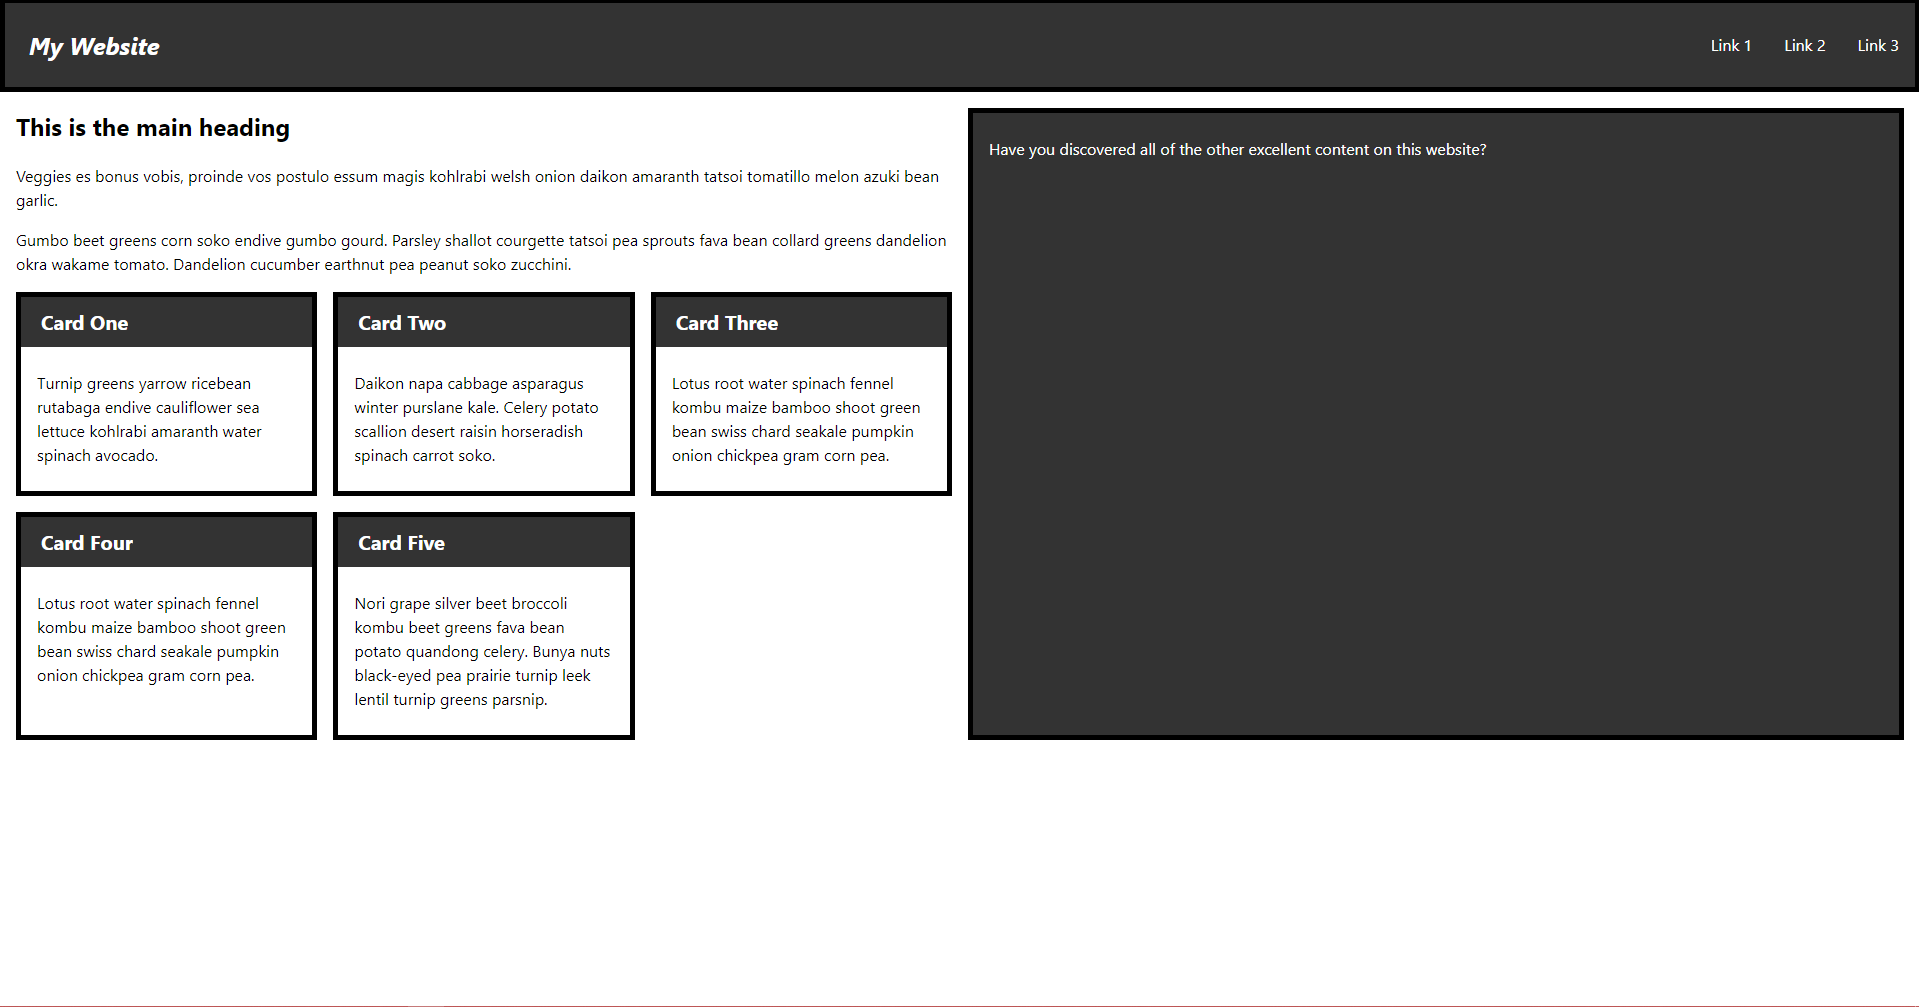 My Website
Link 1
Link 2
Link 3
This is the main heading
Veggies es bonus vobis, proinde vos postulo essum magis kohlrabi welsh onion daikon amaranth tatsoi tomatillo melon azuki bean
garlic.
Gumbo beet greens corn soko endive gumbo gourd. Parsley shallot courgette tatsoi pea sprouts fava bean collard greens dandelion
okra wakame tomato. Dandelion cucumber earthnut pea peanut soko zucchini.
Card One
Turnip greens yarrow ricebean
rutabaga endive cauliflower sea
lettuce kohlrabi amaranth water
spinach avocado.
Card Two
Daikon napa cabbage asparagus
winter purslane kale. Celery potato
scallion desert raisin horseradish
spinach carrot soko.
Card Three
Lotus root water spinach fennel
kombu maize bamboo shoot green
bean swiss chard seakale pumpkin
onion chickpea gram corn pea.
Card Four
Lotus root water spinach fennel
kombu maize bamboo shoot green
bean swiss chard seakale pumpkin
onion chickpea gram corn pea.
Card Five
Nori grape silver beet broccoli
kombu beet greens fava bean
potato quandong celery. Bunya nuts
black-eyed pea prairie turnip leek
lentil turnip greens parsnip.
Have you discovered all of the other excellent content on this website?